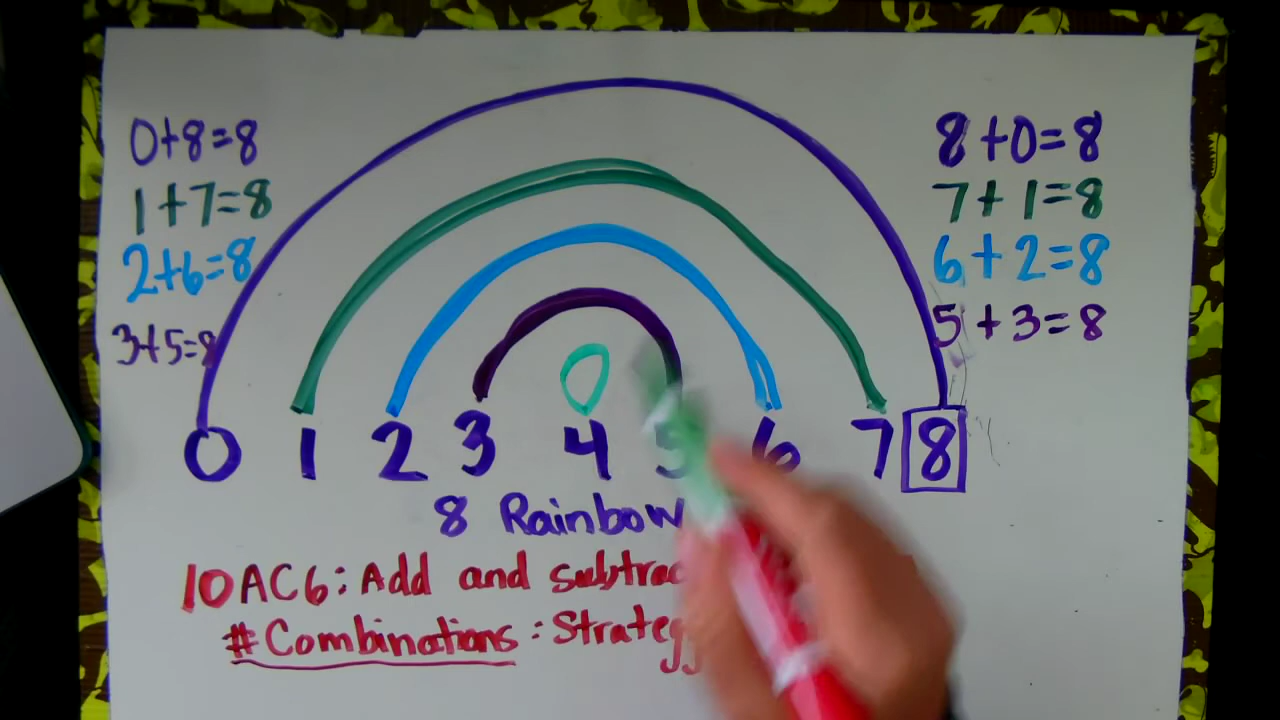 0+8=8
1+7=8
2+6=8
3+5=8
8+0=8
7+1=8
6+2=8
5+3=8
0 1 2 3 4 5 6 7 8
8 Rainbow
10AC6: Add and
#Combinations: